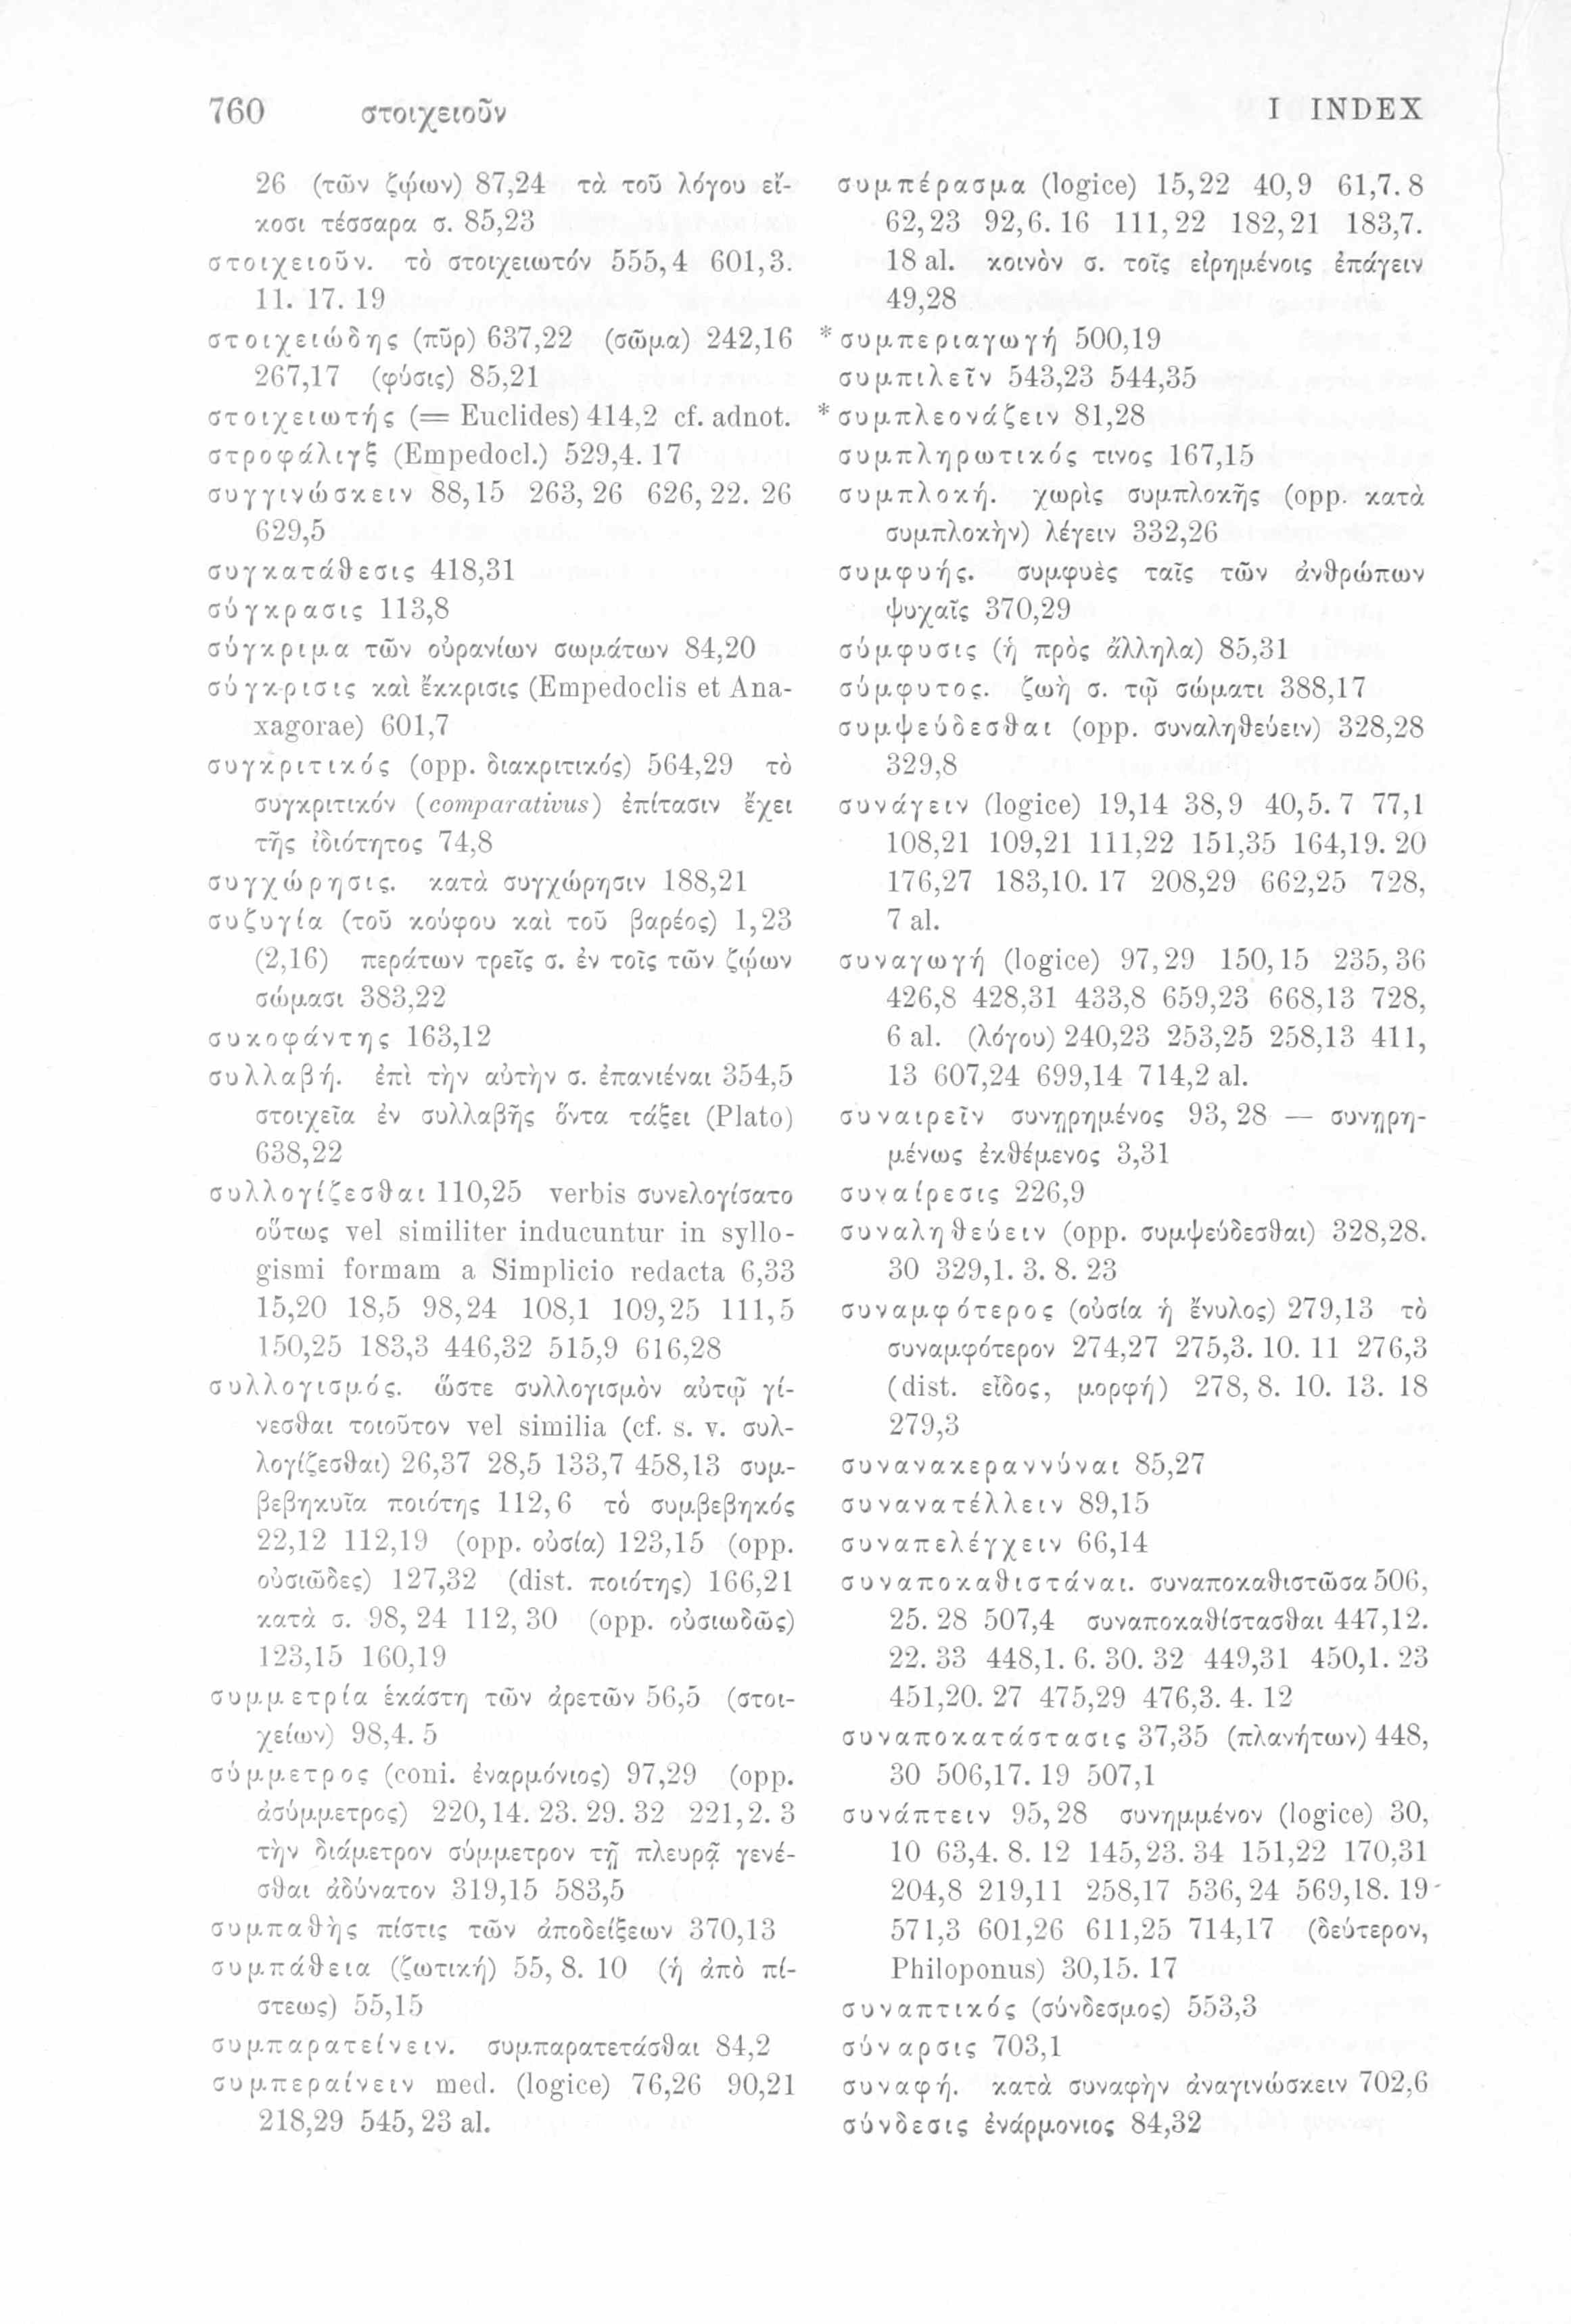 760 στοιχειοῦν I INDEX
26 (τῶν ζῴων) 87,24 τὰ τοῦ λόγου εἴ-
κοσι τέσσαρα σ. 85,23
στοιχειοῦν. τὸ στοιχειωτόν 555,4 601,3.
11. 17. 19
στοιχειώδης (πῦρ) 637,22 (σῶμα) 242,16
267,17 (φύσις) 85,21
στοιχειωτής (= Euclides) 414,2 cf. adnot.
στροφάλιγξ (Empedocl.) 529,4. 17
συγγινώσκειν 88,15 263,26 626,22. 26
629,5
συγκατάθεσις 418,31
σύγκρασις 113,8
σύγκριμα τῶν οὐρανίων σωμάτων 84,20
σύγκρισις καὶ ἔκκρισις (Empedoclis et Ana-
xagorae) 601,7
συγκριτικός (opp. διακριτικός) 564,29 τὸ
συγκριτικόν (comparativus) ἐπίτασιν ἔχει
τῆς ἰδιότητος 74,8
συγχώρησις. κατὰ συγχώρησιν 188,21
συζυγία (τοῦ κούφου καὶ τοῦ βαρέος) 1,23
(2,16) περάτων τρεῖς σ. ἐν τοῖς τῶν ζῴων
σώμασι 383,22
συκοφάντης 163,12
συλλαβή. ἐπὶ τὴν αὐτὴν σ. ἐπανιέναι 354,5
στοιχεῖα ἐν συλλαβῆς ὄντα τάξει (Plato)
638,22
συλλογίζεσθαι 110,25 verbis συνελογίσατο
οὕτως vel similiter inducuntur in syllo-
gismi formam a Simplicio redacta 6,33
15,20 18,5 98,24 108,1 109,25 111,5
150,25 183,3 446,32 515,9 616,28
συλλογισμός. ὥστε συλλογισμὸν αὐτῷ γί-
νεσθαι τοιοῦτον vel similia (cf. s. v. συλ-
λογίζεσθαι) 26,37 28,5 133,7 458,13 συμ-
βεβηκυῖα ποιότης 112,6 τὸ συμβεβηκός
22,12 112,19 (opp. οὐσία) 123,15 (opp.
οὐσιῶδες) 127,32 (dist. ποιότης) 166,21
κατὰ σ. 98,24 112,30 (opp. οὐσιωδῶς)
123,15 160,19
συμμετρία ἑκάστη τῶν ἀρετῶν 56,5 (στοι-
χείων) 98,4. 5
σύμμετρος (coni. ἐναρμόνιος) 97,29 (opp.
ἀσύμμετρος) 220,14. 23. 29. 32 221,2. 3
τὴν διάμετρον σύμμετρον τῇ πλευρᾷ γενέ-
σθαι ἀδύνατον 319,15 583,5
συμπαθὴς πίστις τῶν ἀποδείξεων 370,13
συμπάθεια (ζωτική) 55,8. 10 (ἡ ἀπὸ πί-
στεως) 55,15
συμπαρατείνειν. συμπαρατετάσθαι 84,2
συμπεραίνειν med. (logice) 76,26 90,21
218,29 545,23 al.
συμπέρασμα (logice) 15,22 40,9 61,7. 8
62,23 92,6. 16 111,22 182,21 183,7.
18 al. κοινὸν σ. τοῖς εἰρημένοις ἐπάγειν
49,28
*συμπεριαγωγή 500,19
συμπιλεῖν 543,23 544,35
*συμπλεονάζειν 81,28
συμπληρωτικός τινος 167,15
συμπλοκή. χωρὶς συμπλοκῆς (opp. κατὰ
συμπλοκὴν) λέγειν 332,26
συμφυής. συμφυὲς ταῖς τῶν ἀνθρώπων
ψυχαῖς 370,29
σύμφυσις (ἡ πρὸς ἄλληλα) 85,31
σύμφυτος. ζωὴ σ. τῷ σώματι 388,17
συμψεύδεσθαι (opp. συναληθεύειν) 328,28
329,8
συνάγειν (logice) 19,14 38,9 40,5. 7 77,1
108,21 109,21 111,22 151,35 164,19. 20
176,27 183,10. 17 208,29 662,25 728,
7 al.
συναγωγή (logice) 97,29 150,15 235,36
426,8 428,31 433,8 659,23 668,13 728,
6 al. (λόγου) 240,23 253,25 258,13 411,
13 607,24 699,14 714,2 al.
συναιρεῖν συνῃρημένος 93,28 — συνῃρη-
μένως ἐκθέμενος 3,31
συναίρεσις 226,9
συναληθεύειν (opp. συμψεύδεσθαι) 328,28.
30 329,1. 3. 8. 23
συναμφότερος (οὐσία ἡ ἔνυλος) 279,13 τὸ
συναμφότερον 274,27 275,3. 10. 11 276,3
(dist. εἶδος, μορφή) 278,8. 10. 13. 18
279,3
συνανακεραννύναι 85,27
συνανατέλλειν 89,15
συναπελέγχειν 66,14
συναποκαθιστάναι. συναποκαθιστῶσα 506,
25. 28 507,4 συναποκαθίστασθαι 447,12.
22. 33 448,1. 6. 30. 32 449,31 450,1. 23
451,20. 27 475,29 476,3. 4. 12
συναποκατάστασις 37,35 (πλανήτων) 448,
30 506,17. 19 507,1
συνάπτειν 95,28 συνημμένον (logice) 30,
10 63,4. 8. 12 145,23. 34 151,22 170,31
204,8 219,11 258,17 536,24 569,18. 19
571,3 601,26 611,25 714,17 (δεύτερον,
Philoponus) 30,15. 17
συναπτικός (σύνδεσμος) 553,3
σύναρσις 703,1
συναφή. κατὰ συναφὴν ἀναγινώσκειν 702,6
σύνδεσις ἐνάρμονιος 84,32